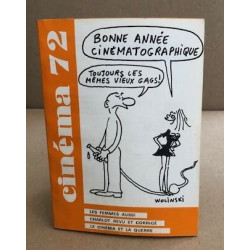 cinéma 72
BONNE ANNÉE
CINÉMATOGRAPHIQUE!
TOUJOURS LES
MÊMES VIEUX GAGS!
WOLINSKI
LES FEMMES AUSSI
CHARLOT REVU ET CORRIGÉ
LE CINÉMA ET LA GUERRE